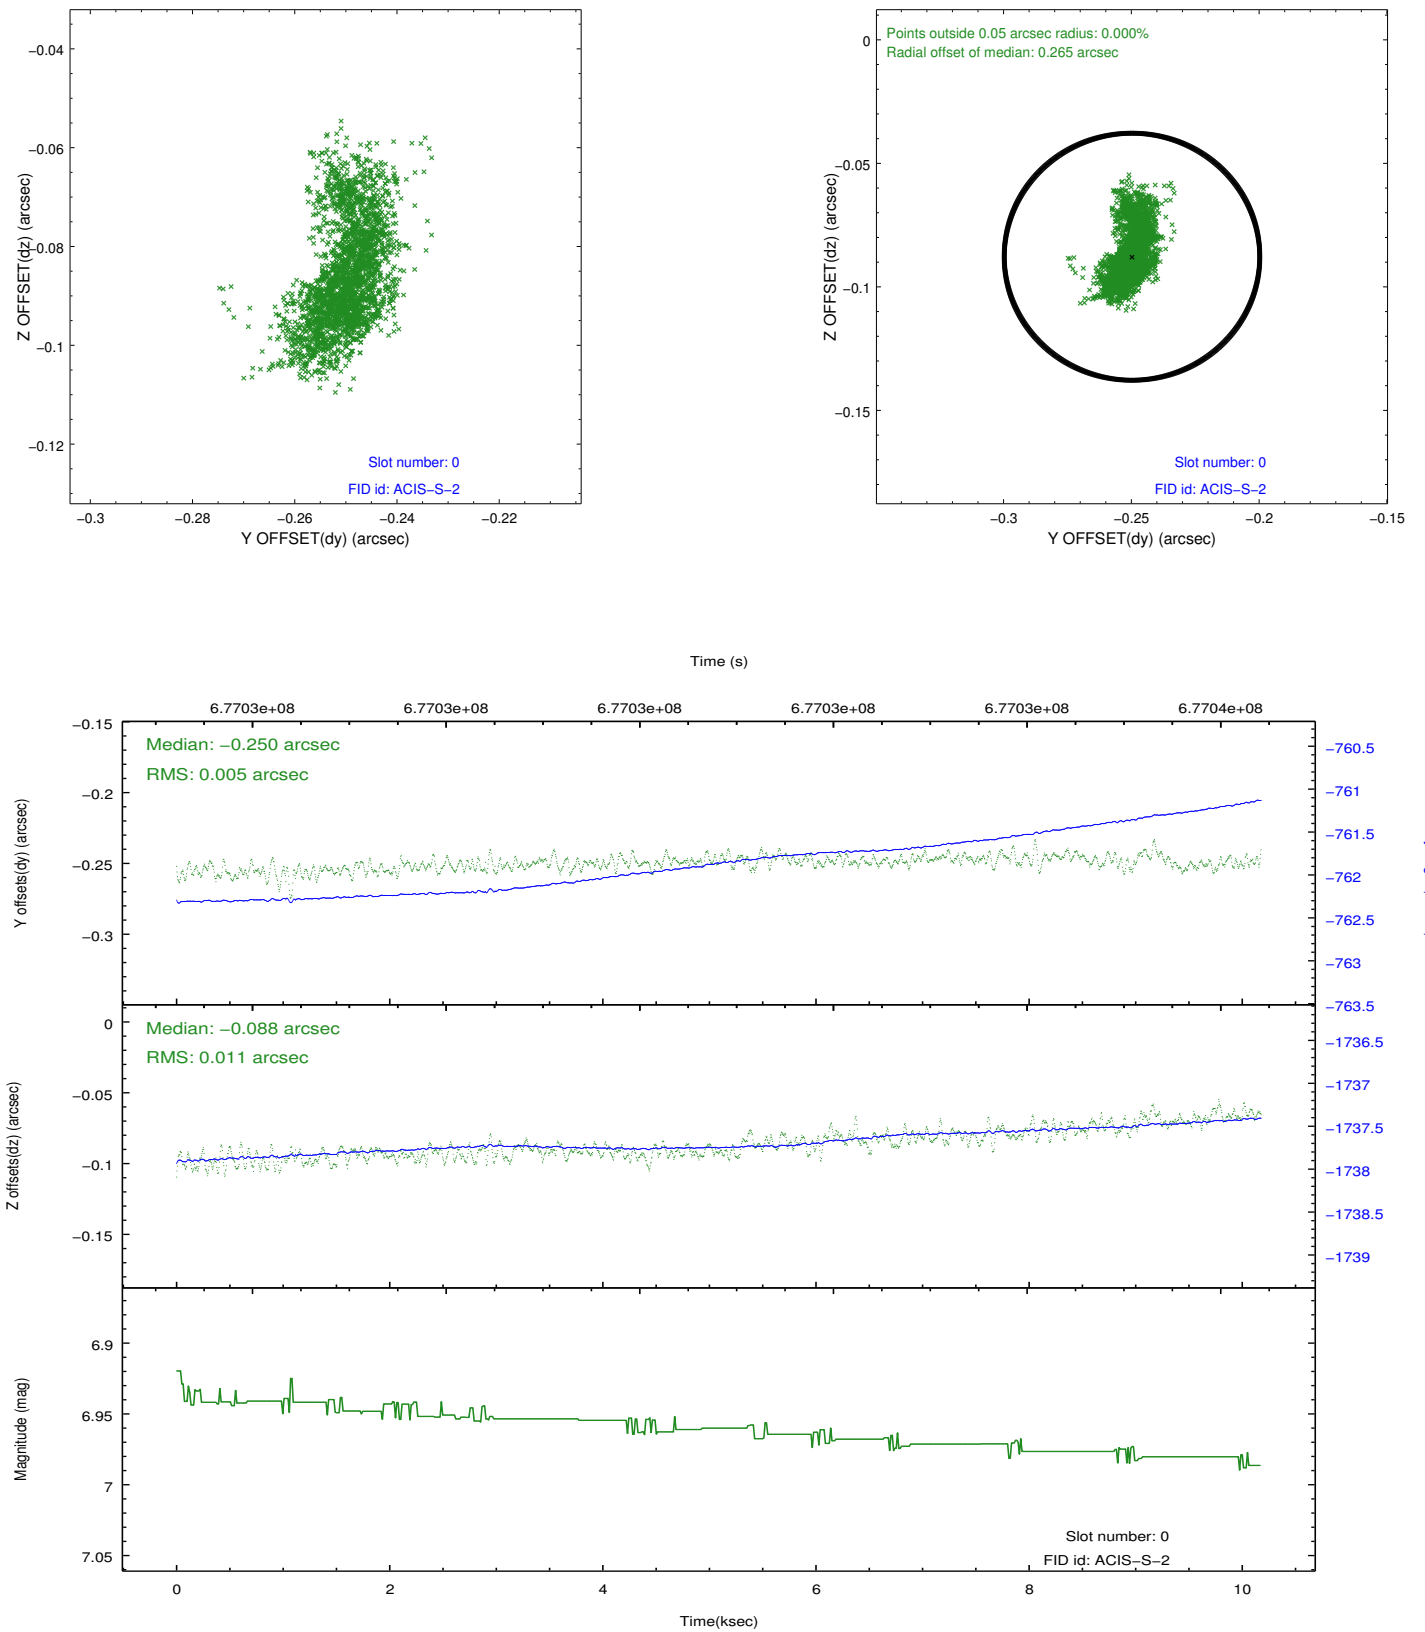 −0.04
−0.06
−0.08
−0.1
−0.12
Z OFFSET(dz) (arcsec)
Slot number: 0
FID id: ACIS−S−2
−0.3
−0.28
−0.26
−0.24
−0.22
Y OFFSET(dy) (arcsec)
Points outside 0.05 arcsec radius: 0.000%
Radial offset of median: 0.265 arcsec
0
−0.05
−0.1
−0.15
Z OFFSET(dz) (arcsec)
Slot number: 0
FID id: ACIS−S−2
−0.3
−0.25
−0.2
−0.15
Y OFFSET(dy) (arcsec)
Time (s)
6.7703e+08
6.7703e+08
6.7703e+08
6.7703e+08
6.7703e+08
6.7704e+08
Median: −0.250 arcsec
RMS: 0.005 arcsec
−0.15
−0.2
−0.25
−0.3
Y offsets(dy) (arcsec)
−760.5
−761
−761.5
−762
−762.5
−763
−763.5
Median: −0.088 arcsec
RMS: 0.011 arcsec
0
−0.05
−0.1
−0.15
Z offsets(dz) (arcsec)
−1736.5
−1737
−1737.5
−1738
−1738.5
−1739
6.9
6.95
7
7.05
Magnitude (mag)
Slot number: 0
FID id: ACIS−S−2
0
2
4
6
8
10
Time(ksec)